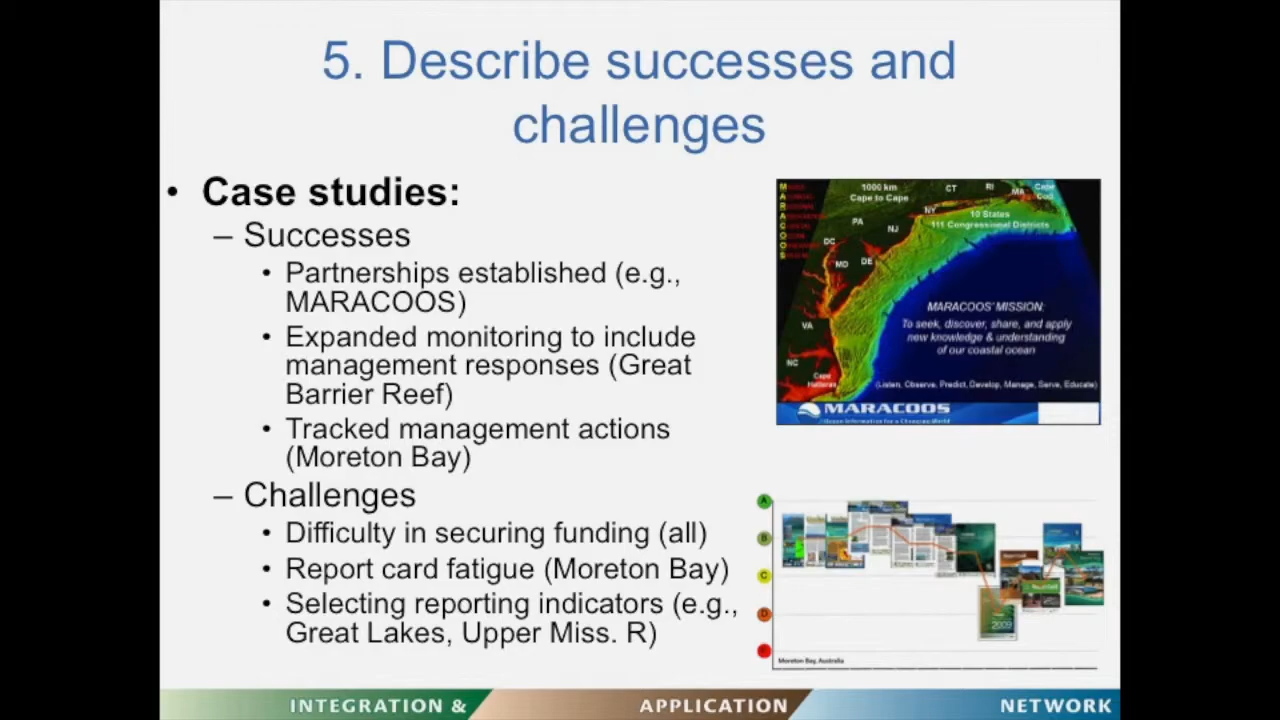 5. Describe successes and
challenges
• Case studies:
– Successes
• Partnerships established (e.g.,
MARACOOS)
• Expanded monitoring to include
management responses (Great
Barrier Reef)
• Tracked management actions
(Moreton Bay)
– Challenges
• Difficulty in securing funding (all)
• Report card fatigue (Moreton Bay)
• Selecting reporting indicators (e.g.,
Great Lakes, Upper Miss. R)
1000 km
Cape to Cape
CT
RI
MA
Cape
Cod
NY
PA
NJ
10 States
111 Congressional Districts
DC
MD
DE
VA
NC
Cape
Hatteras
MARACOOS' MISSION:
To seek, discover, share, and apply
new knowledge & understanding
of our coastal ocean
(Listen, Observe, Predict, Develop, Manage, Serve, Educate)
MARACOOS
Ocean Information for a Changing World
A
B
C
D
2009
Moreton Bay, Australia
INTEGRATION &
APPLICATION
NETWORK